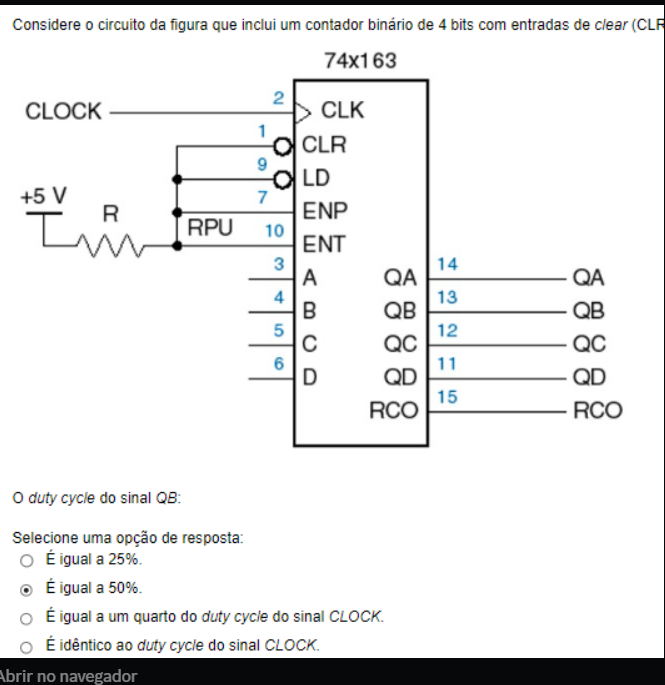 Considere o circuito da figura que inclui um contador binário de 4 bits com entradas de clear (CLR
74x163
CLOCK
2
CLK
1
CLR
9
LD
+5 V
R
RPU
7
ENP
10
ENT
3
A
QA
14
QA
4
B
QB
13
QB
5
C
QC
12
QC
6
D
QD
11
QD
RCO
15
RCO
O duty cycle do sinal QB:
Selecione uma opção de resposta:
É igual a 25%.
É igual a 50%.
É igual a um quarto do duty cycle do sinal CLOCK.
É idêntico ao duty cycle do sinal CLOCK.
Abrir no navegador